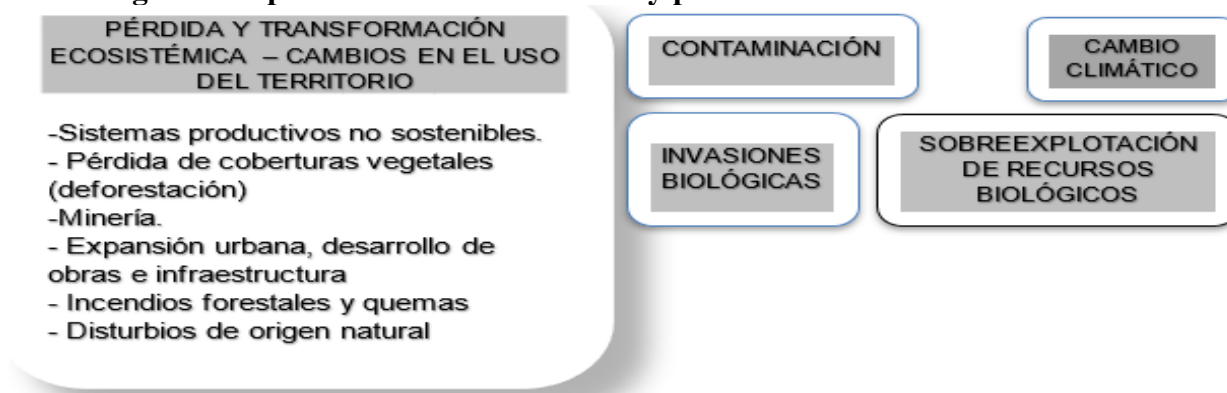 PÉRDIDA Y TRANSFORMACIÓN
ECOSISTÉMICA – CAMBIOS EN EL USO
DEL TERRITORIO
-Sistemas productivos no sostenibles.
- Pérdida de coberturas vegetales
(deforestación)
-Minería.
- Expansión urbana, desarrollo de
obras e infraestructura
- Incendios forestales y quemas
- Disturbios de origen natural
CONTAMINACIÓN
CAMBIO
CLIMÁTICO
INVASIONES
BIOLÓGICAS
SOBREEXPLOTACIÓN
DE RECURSOS
BIOLÓGICOS